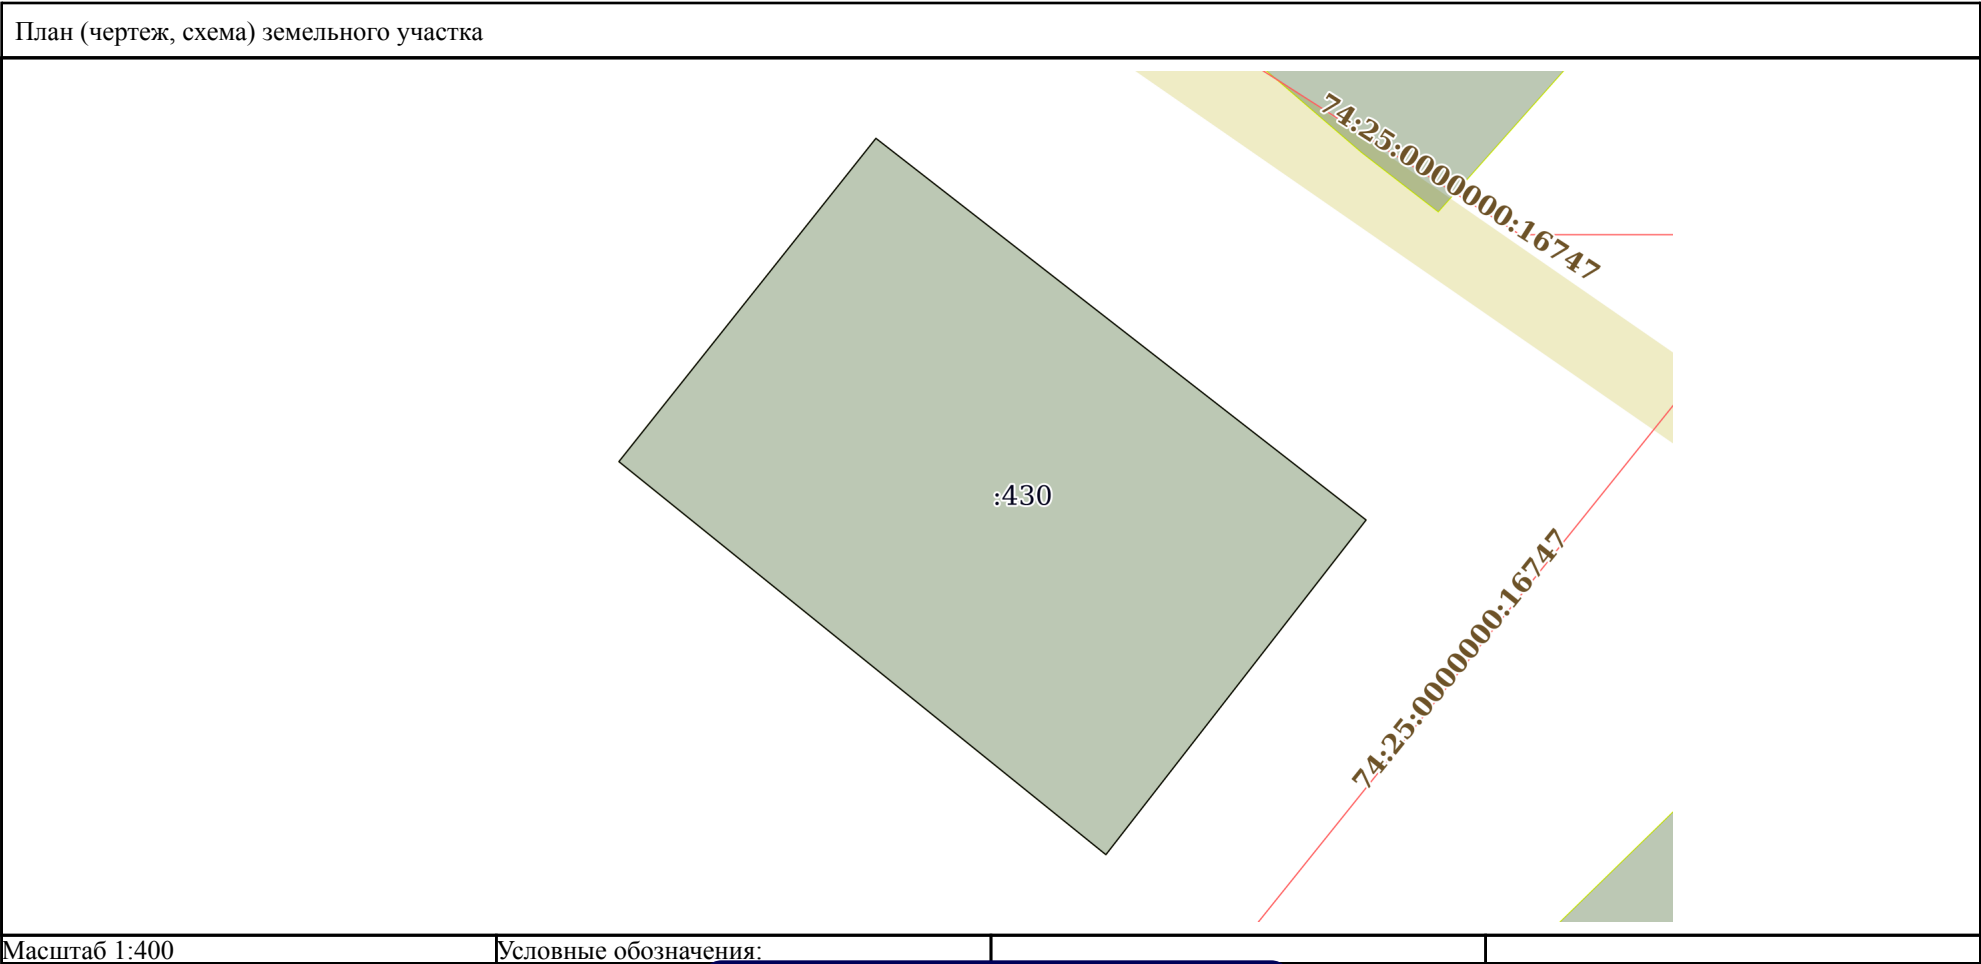 План (чертеж, схема) земельного участка
74:25:0000000:16747
:430
74:25:0000000:16747
Масштаб 1:400
Условные обозначения: